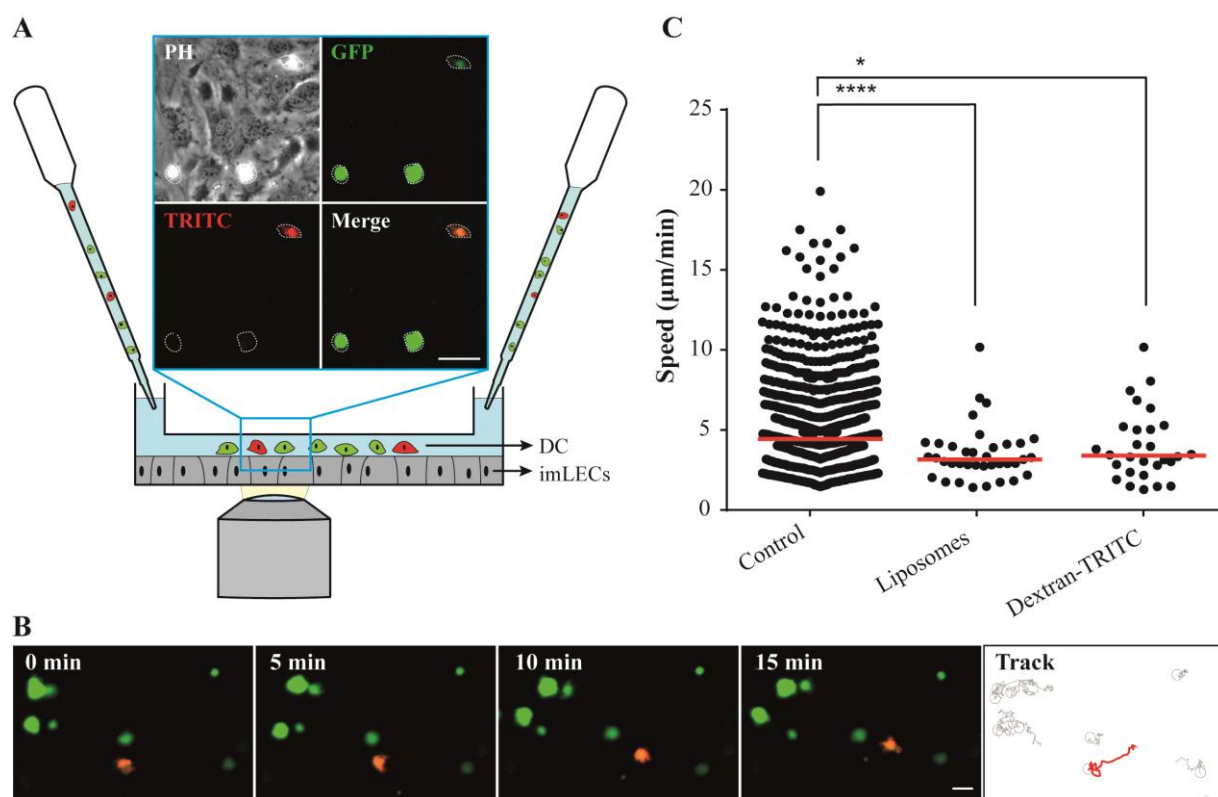 A
PH
GFP
TRITC
Merge
DC
imLECs
C
*
****
Speed (μm/min)
25
20
15
10
5
0
Control
Liposomes
Dextran-TRITC
B
0 min
5 min
10 min
15 min
Track